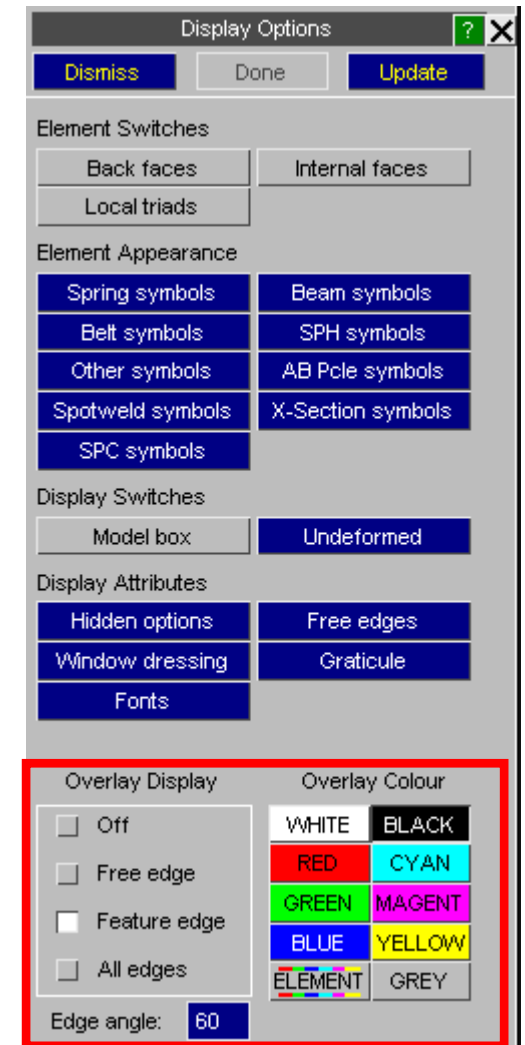 Display Options ?
Dismiss Done Update
Element Switches
Back faces Internal faces
Local triads
Element Appearance
Spring symbols Beam symbols
Belt symbols SPH symbols
Other symbols AB Pcle symbols
Spotweld symbols X-Section symbols
SPC symbols
Display Switches
Model box Undeformed
Display Attributes
Hidden options Free edges
Window dressing Graticule
Fonts
Overlay Display Overlay Colour
Off WHITE BLACK
Free edge RED CYAN
Feature edge GREEN MAGENT
BLUE YELLOW
All edges ELEMENT GREY
Edge angle: 60